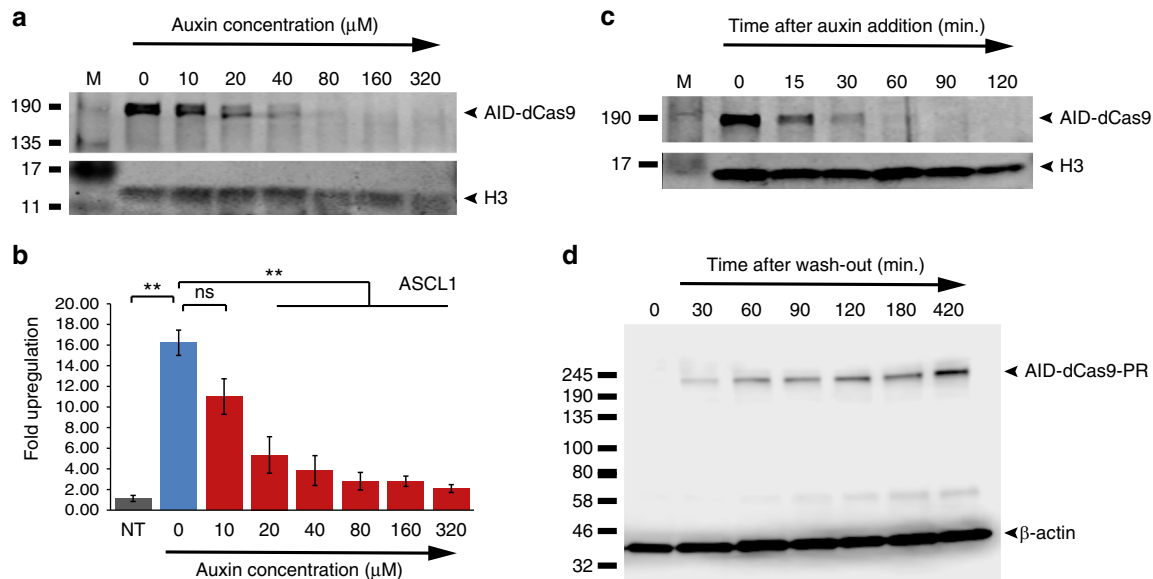 a
Auxin concentration (μM)
M 0 10 20 40 80 160 320
190
AID-dCas9
135
17
H3
11
b
** ** ASCL1
ns
20.00
18.00
16.00
14.00
12.00
10.00
8.00
6.00
4.00
2.00
0.00
Fold upregulation
NT 0 10 20 40 80 160 320
Auxin concentration (μM)
c
Time after auxin addition (min.)
M 0 15 30 60 90 120
190
AID-dCas9
17
H3
d
Time after wash-out (min.)
0 30 60 90 120 180 420
AID-dCas9-PR
245
190
135
100
80
58
46
β-actin
32